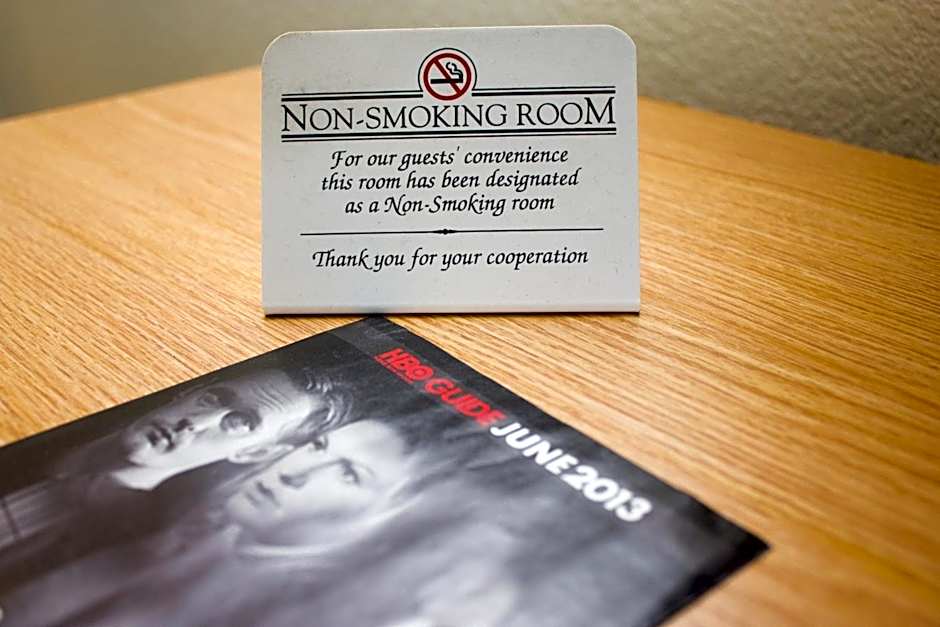 NON-SMOKING ROOM
For our guests' convenience
this room has been designated
as a Non-Smoking room
Thank you for your cooperation
HBO GUIDE JUNE 2013